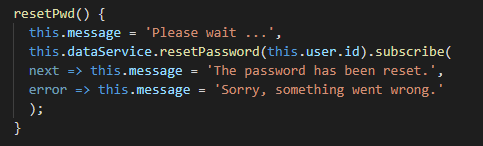 resetPwd() {
this.message = 'Please wait ...',
this.dataService.resetPassword(this.user.id).subscribe(
next => this.message = 'The password has been reset.',
error => this.message = 'Sorry, something went wrong.'
);
}